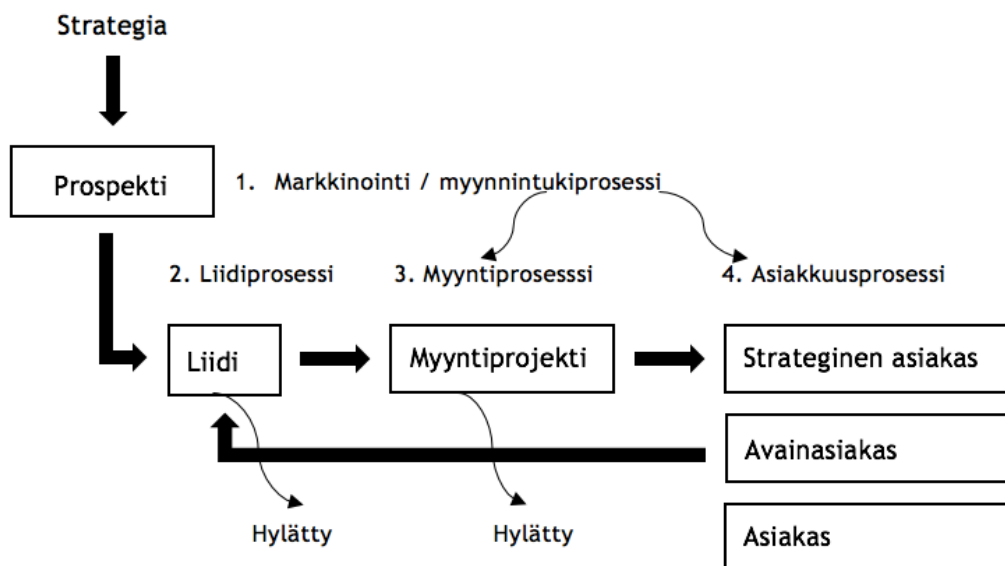 Strategia
Prospekti
1. Markkinointi / myynnintukiprosessi
2. Liidiprosessi
3. Myyntiprosesssi
4. Asiakkuusprosessi
Liidi
Myyntiprojekti
Strateginen asiakas
Avainasiakas
Hylätty
Hylätty
Asiakas